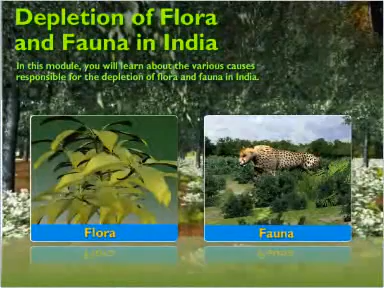 Depletion of Flora
and Fauna in India
In this module, you will learn about the various causes
responsible for the depletion of flora and fauna in India.
Flora
Fauna